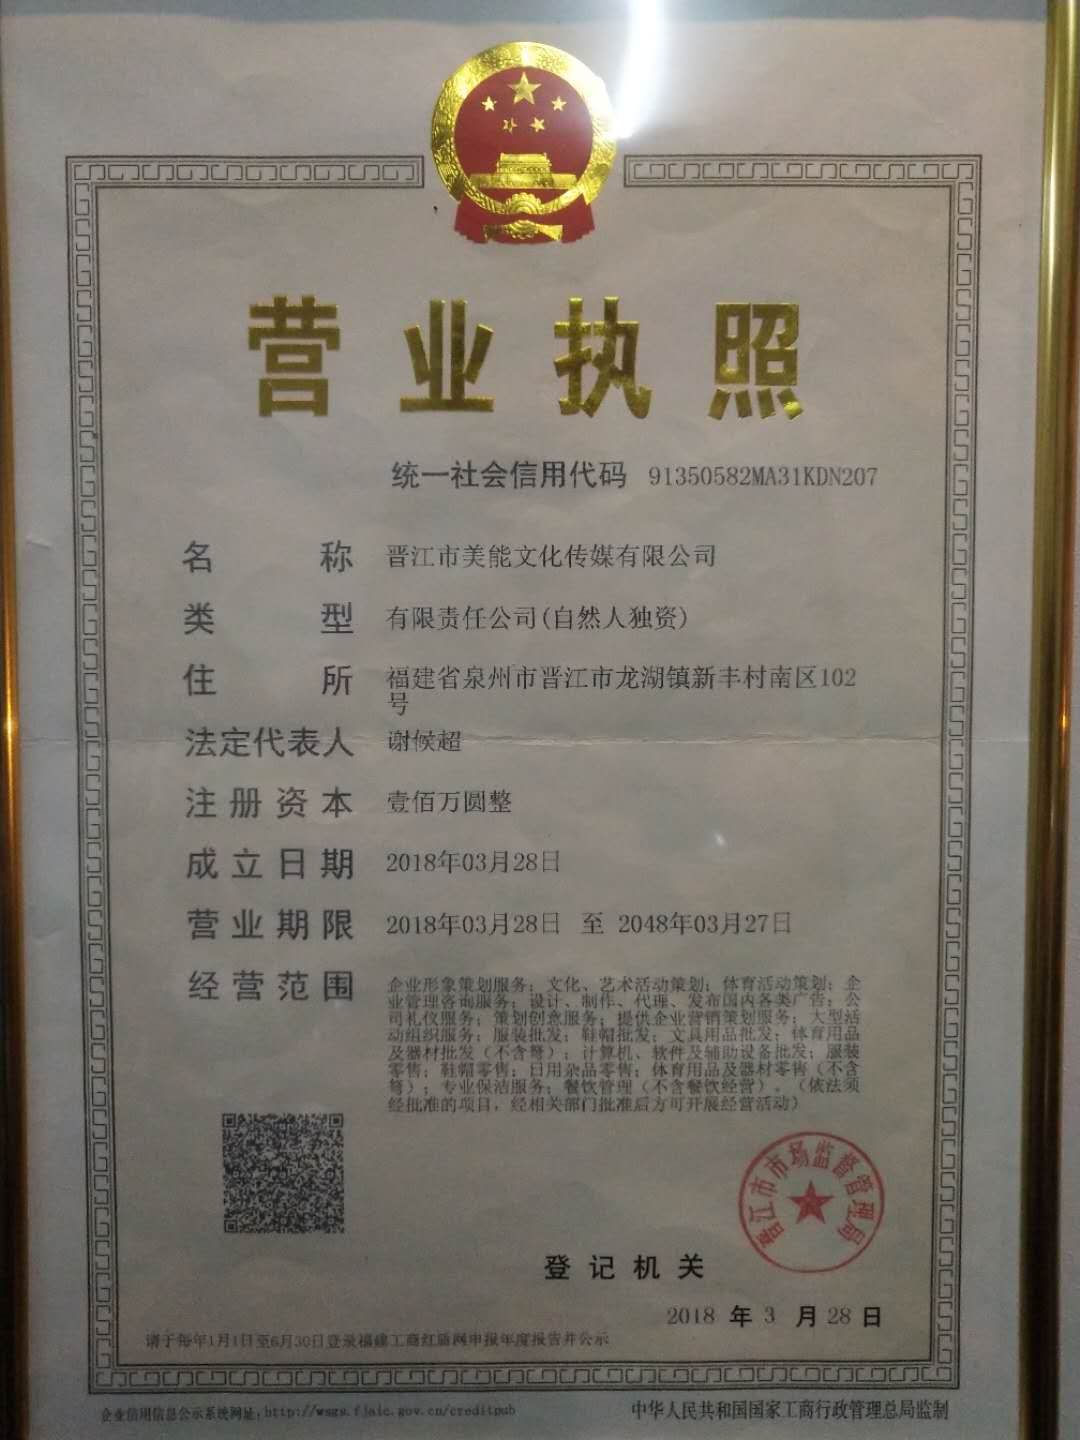 营业执照
统一社会信用代码 91350582MA31KDN207
名称 晋江市美能文化传媒有限公司
类型 有限责任公司(自然人独资)
住所 福建省泉州市晋江市龙湖镇新丰村南区102
号
法定代表人 谢候超
注册资本 壹佰万圆整
成立日期 2018年03月28日
营业期限 2018年03月28日 至 2048年03月27日
经营范围 企业形象策划服务；文化、艺术活动策划；体育活动策划；企
业管理咨询服务；设计、制作、代理、发布国内各类广告；公
司礼仪服务；策划创意服务；提供企业营销策划服务；大型活
动组织服务；服装批发；鞋帽批发；文具用品批发；体育用品
及器材批发（不含弩）；计算机、软件及辅助设备批发；服装
零售；鞋帽零售；日用杂品零售；体育用品及器材零售（不含
弩）；专业保洁服务；餐饮管理（不含餐饮经营）。（依法须
经批准的项目，经相关部门批准后方可开展经营活动）
晋江市市场监督管理局
登记机关
2018 年 3 月 28 日
请于每年1月1日至6月30日登录福建工商红盾网申报年度报告并公示
企业信用信息公示系统网址：http://wsgs.fjaic.gov.cn/creditpub
中华人民共和国国家工商行政管理总局监制